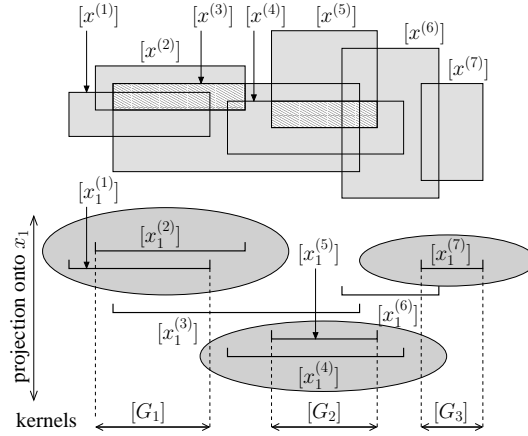 [x^{(1)}] [x^{(3)}] [x^{(4)}] [x^{(5)}]
[x^{(2)}] [x^{(6)}]
[x^{(7)}]
[x_1^{(1)}]
[x_1^{(2)}] [x_1^{(5)}] [x_1^{(7)}]
[x_1^{(3)}] [x_1^{(6)}]
[x_1^{(4)}]
projection onto x_1
kernels [G_1] [G_2] [G_3]